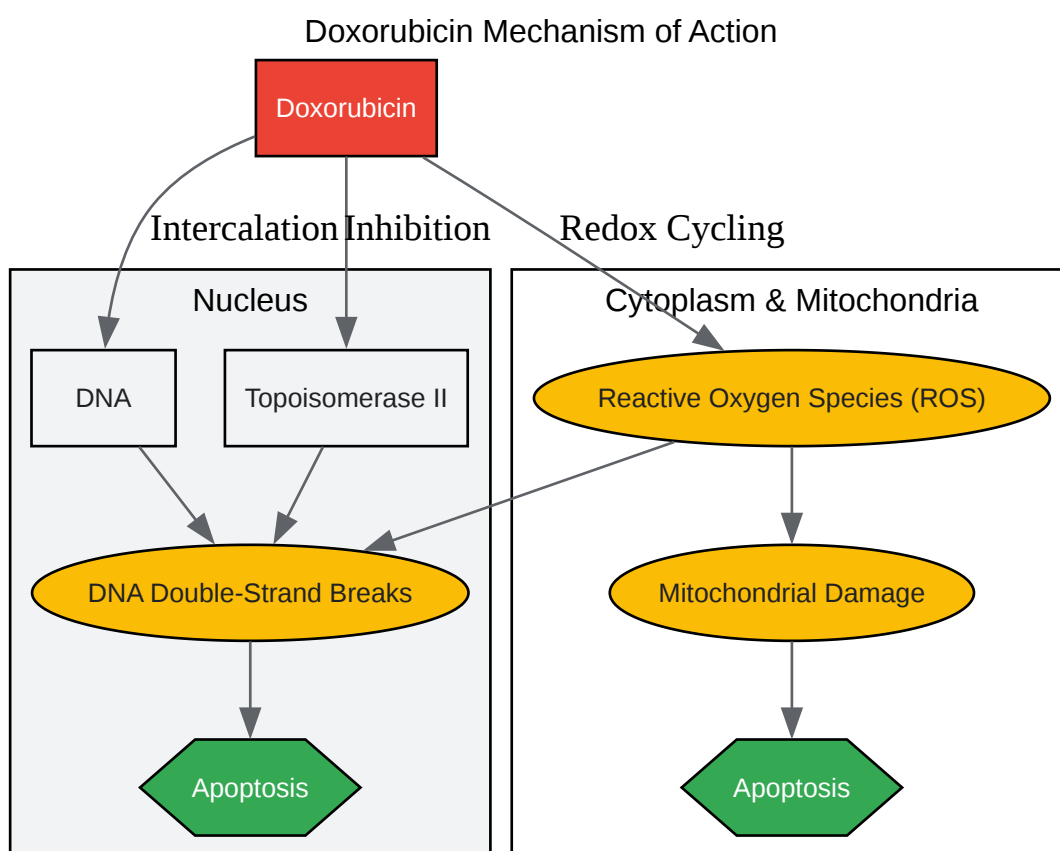 Doxorubicin Mechanism of Action
Doxorubicin
Intercalation
Inhibition
Redox Cycling
Nucleus
Cytoplasm & Mitochondria
DNA
Topoisomerase II
Reactive Oxygen Species (ROS)
DNA Double-Strand Breaks
Mitochondrial Damage
Apoptosis
Apoptosis